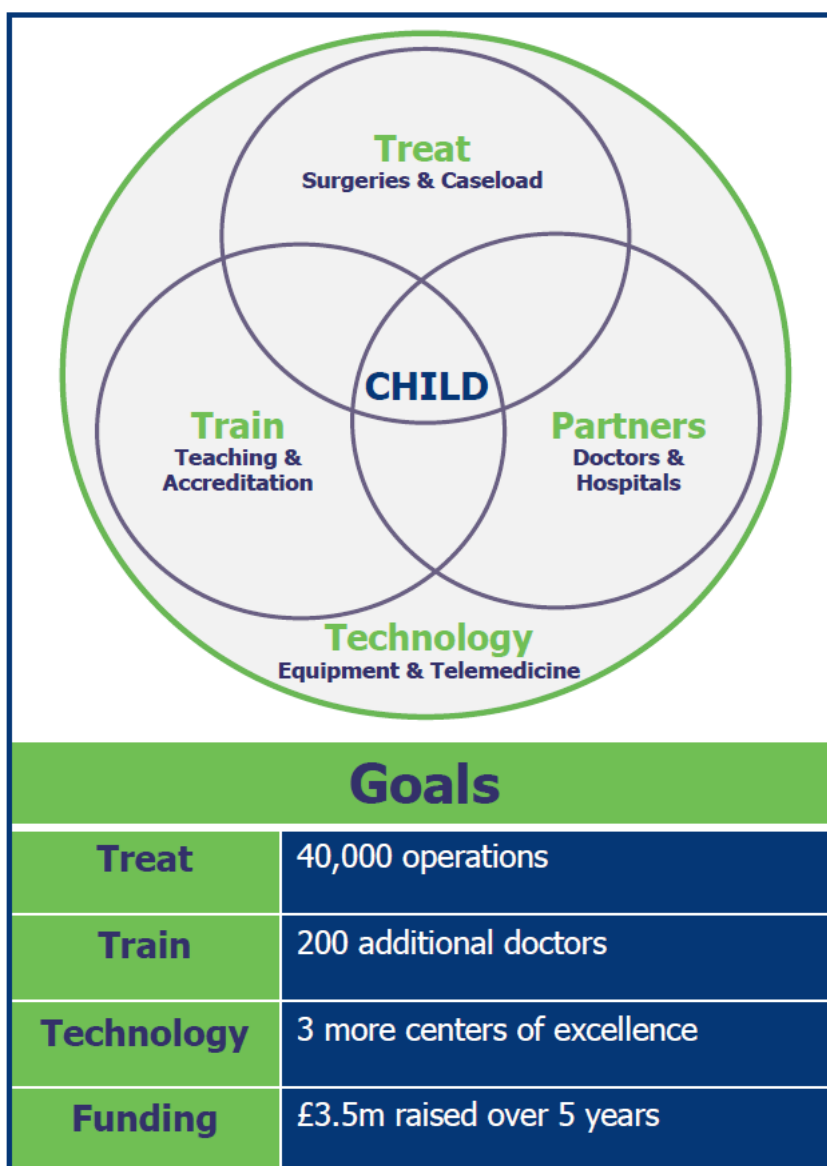 Treat
Surgeries & Caseload
CHILD
Train
Teaching &
Accreditation
Partners
Doctors &
Hospitals
Technology
Equipment & Telemedicine
Goals
Treat
40,000 operations
Train
200 additional doctors
Technology
3 more centers of excellence
Funding
£3.5m raised over 5 years